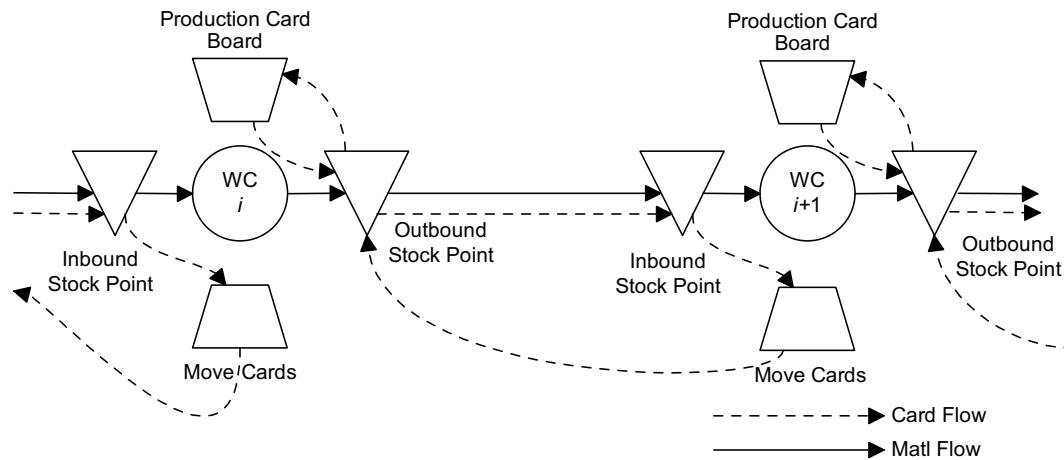 Production Card
Board
Production Card
Board
WC
i
WC
i+1
Inbound
Stock Point
Outbound
Stock Point
Inbound
Stock Point
Outbound
Stock Point
Move Cards
Move Cards
Card Flow
Matl Flow